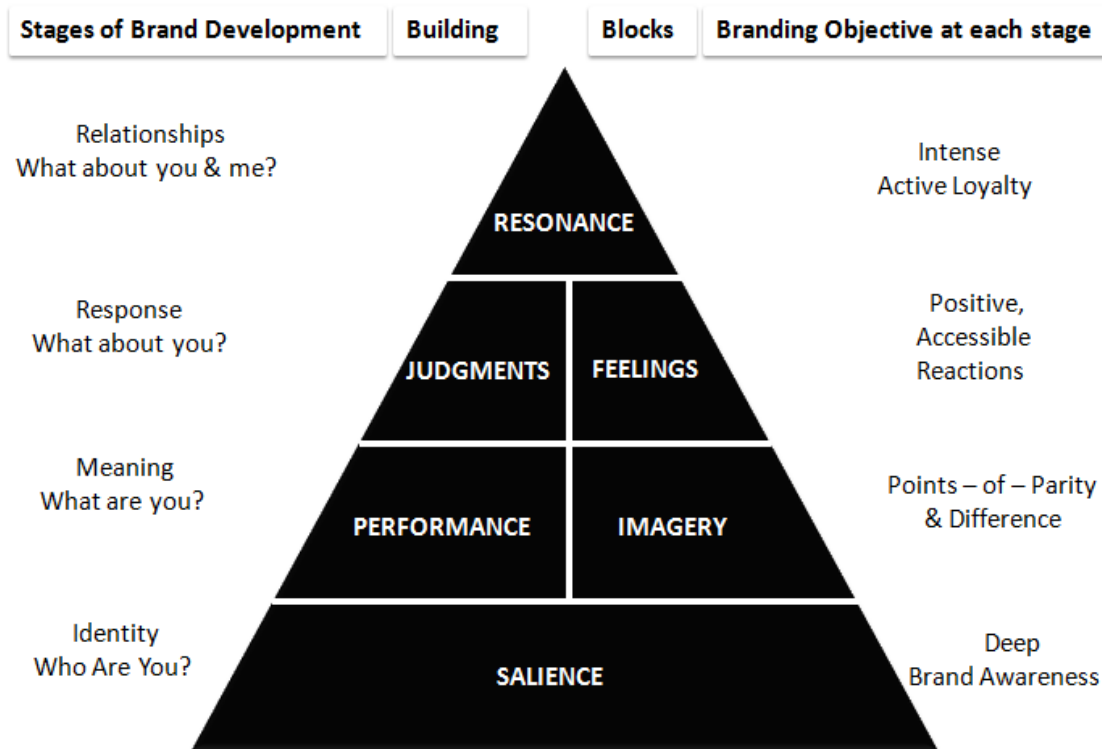 Stages of Brand Development
Building
Blocks
Branding Objective at each stage
Relationships
What about you & me?
RESONANCE
Intense
Active Loyalty
Response
What about you?
JUDGMENTS
FEELINGS
Positive,
Accessible
Reactions
Meaning
What are you?
PERFORMANCE
IMAGERY
Points – of – Parity
& Difference
Identity
Who Are You?
SALIENCE
Deep
Brand Awareness